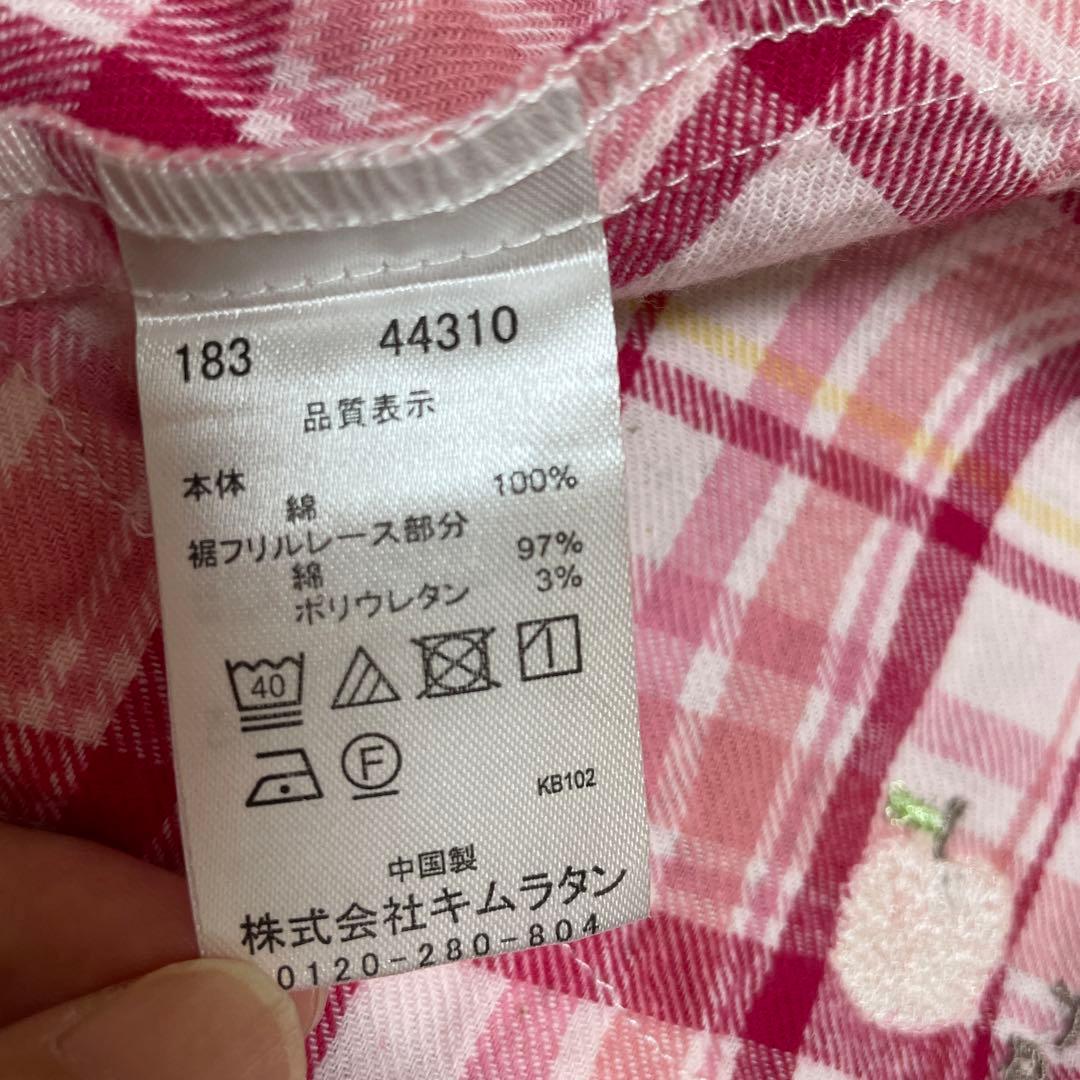 183 44310
品質表示
本体
綿 100%
裾フリルレース部分
綿 97%
ポリウレタン 3%
40
F
KB102
中国製
株式会社キムラタン
0120-280-804